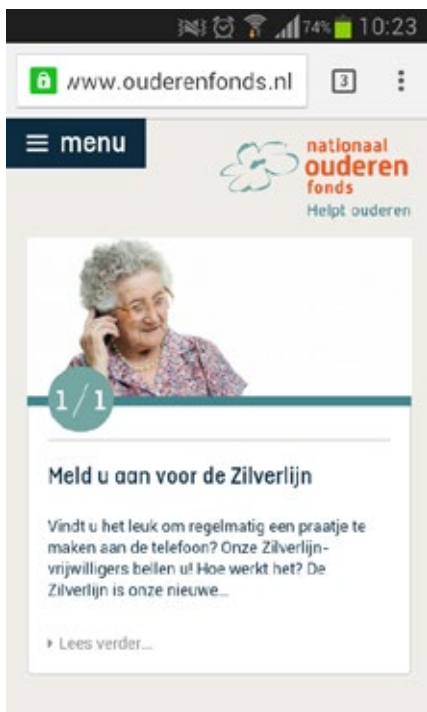 74% 10:23
www.ouderenfonds.nl 3
≡ menu
nationaal
ouderen
fonds
Helpt ouderen
1/1
Meld u aan voor de Zilverlijn
Vindt u het leuk om regelmatig een praatje te
maken aan de telefoon? Onze Zilverlijn-
vrijwilligers bellen u! Hoe werkt het? De
Zilverlijn is onze nieuwe...
Lees verder...